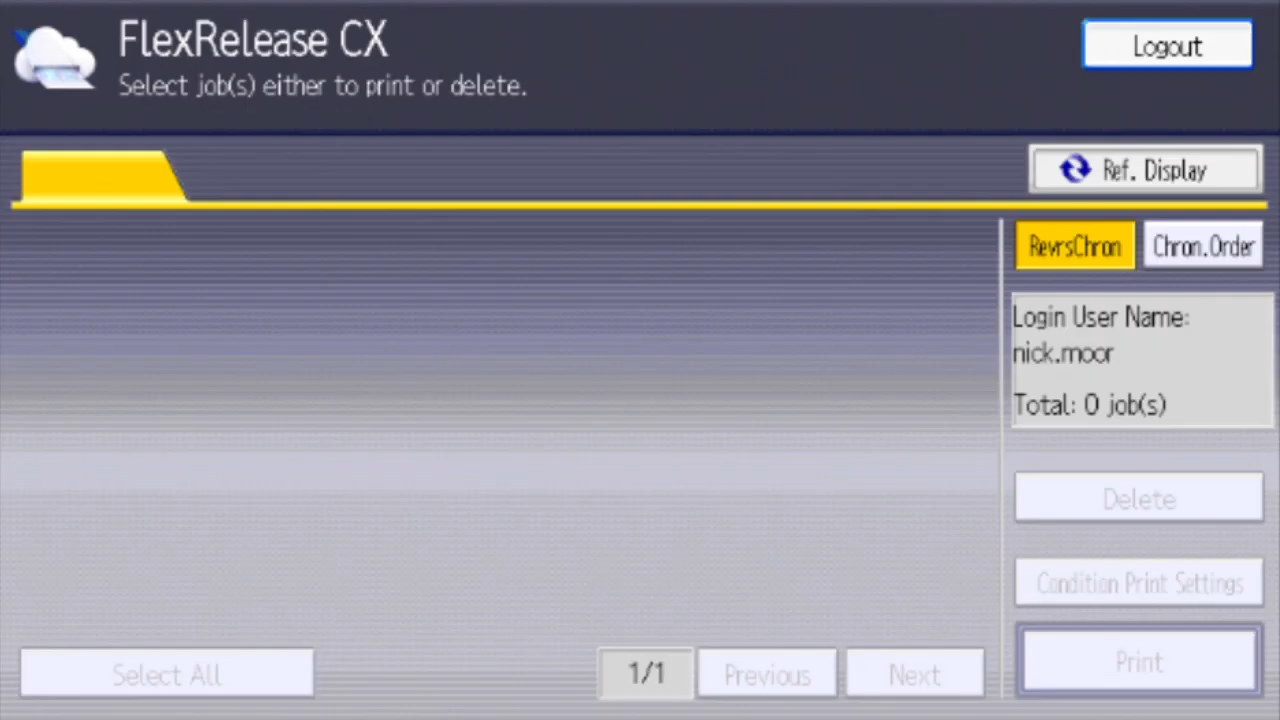 FlexRelease CX
Select job(s) either to print or delete.
Logout
Ref. Display
RevrsChron
Chron.Order
Login User Name:
nick.moor
Total: 0 job(s)
Delete
Condition Print Settings
Select All
1/1
Previous
Next
Print